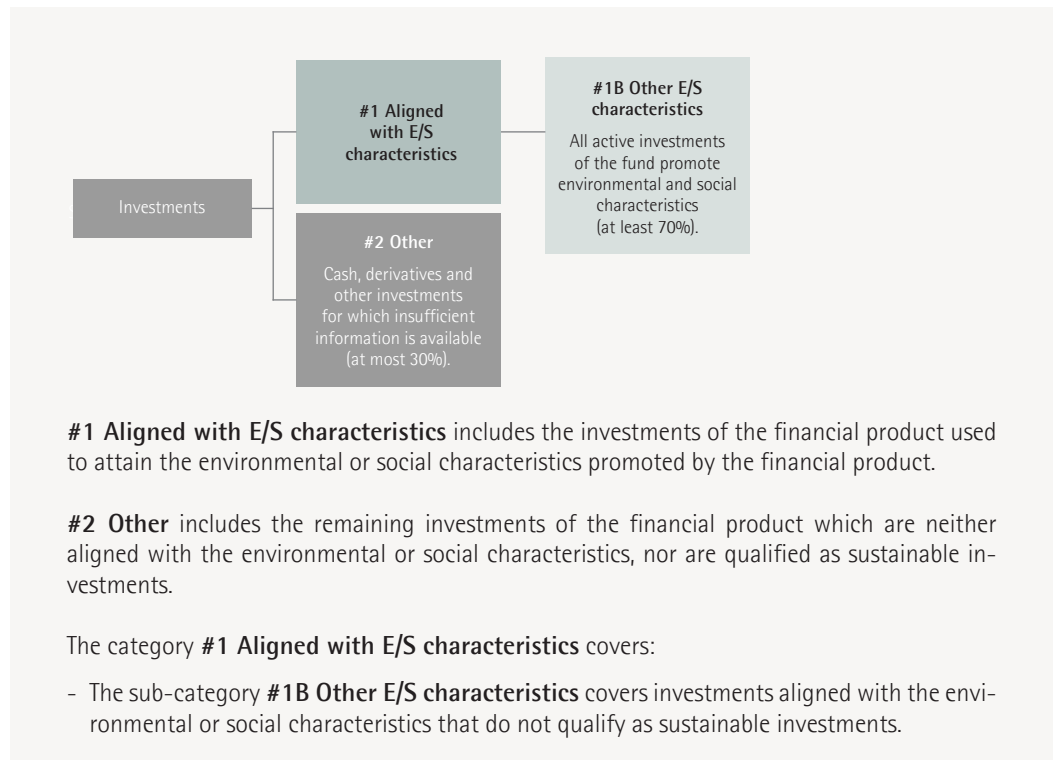 Investments
#1 Aligned
with E/S
characteristics
#1B Other E/S
characteristics
All active investments
of the fund promote
environmental and social
characteristics
(at least 70%).
#2 Other
Cash, derivatives and
other investments
for which insufficient
information is available
(at most 30%).
#1 Aligned with E/S characteristics includes the investments of the financial product used
to attain the environmental or social characteristics promoted by the financial product.
#2 Other includes the remaining investments of the financial product which are neither
aligned with the environmental or social characteristics, nor are qualified as sustainable in-
vestments.
The category #1 Aligned with E/S characteristics covers:
- The sub-category #1B Other E/S characteristics covers investments aligned with the envi-
ronmental or social characteristics that do not qualify as sustainable investments.